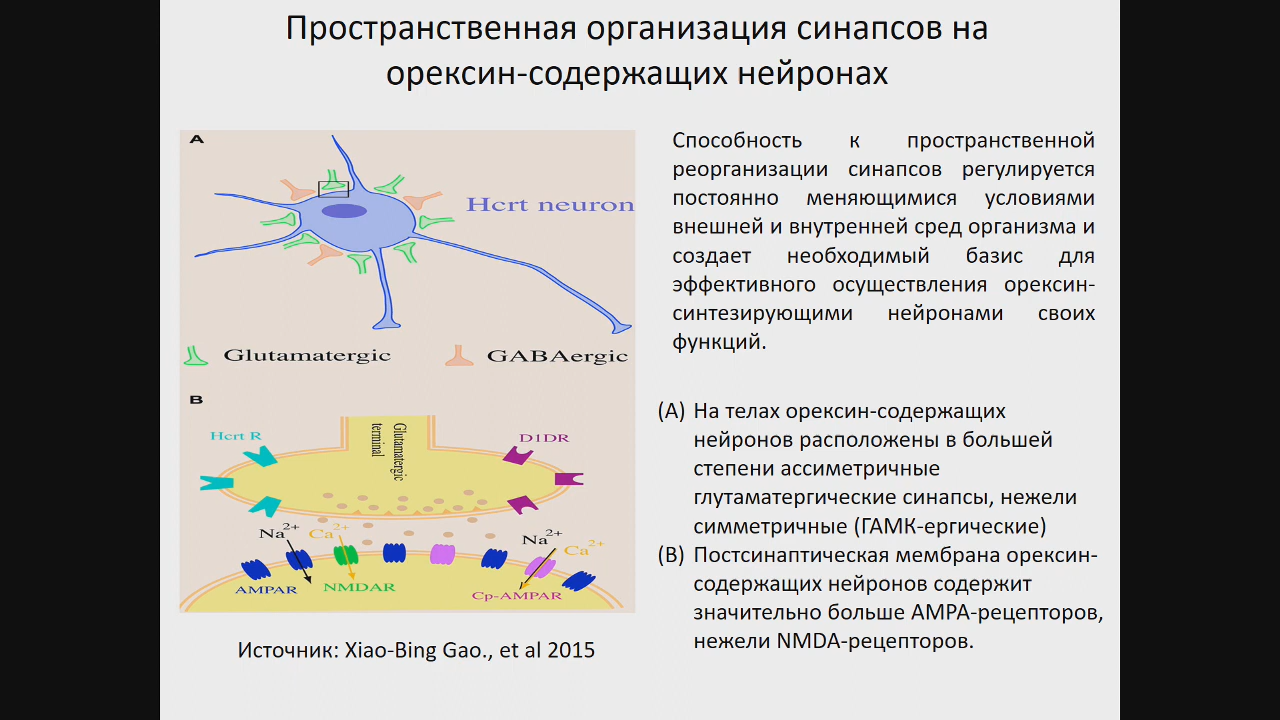 Пространственная организация синапсов на
орексин-содержащих нейронах
A
Hcrt neuron
Glutamatergic
GABAergic
B
Hcrt R
Glutamatergic
terminal
D1DR
Na2+
Ca2+
Na2+
Ca2+
AMPAR
NMDAR
Cp-AMPAR
Источник: Xiao-Bing Gao., et al 2015
Способность к пространственной
реорганизации синапсов регулируется
постоянно меняющимися условиями
внешней и внутренней сред организма и
создает необходимый базис для
эффективного осуществления орексин-
синтезирующими нейронами своих
функций.
(A) На телах орексин-содержащих
нейронов расположены в большей
степени ассиметричные
глутаматергические синапсы, нежели
симметричные (ГАМК-ергические)
(B) Постсинаптическая мембрана орексин-
содержащих нейронов содержит
значительно больше AMPA-рецепторов,
нежели NMDA-рецепторов.